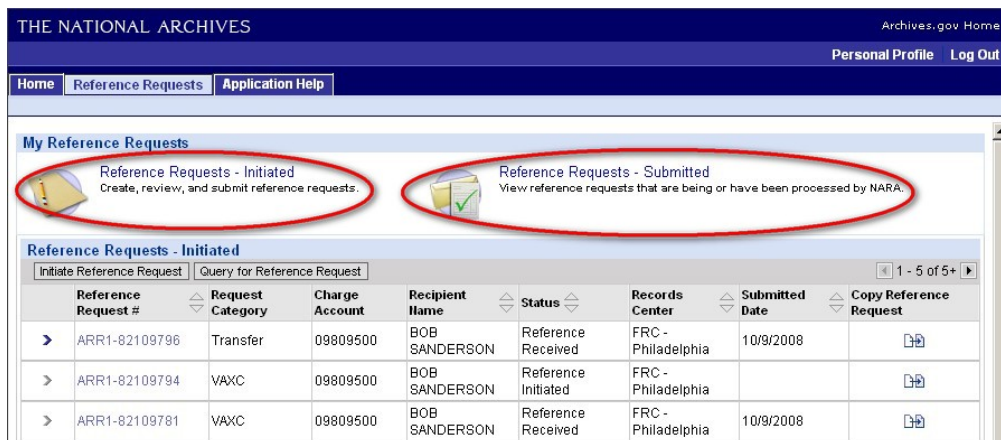 THE NATIONAL ARCHIVES
Archives.gov Home
Personal Profile Log Out
Home Reference Requests Application Help
My Reference Requests
Reference Requests - Initiated
Create, review, and submit reference requests.
Reference Requests - Submitted
View reference requests that are being or have been processed by NARA.
Reference Requests - Initiated
Initiate Reference Request Query for Reference Request 1 - 5 of 5+
Reference Request # Request Category Charge Account Recipient Name Status Records Center Submitted Date Copy Reference Request
ARR1-82109796 Transfer 09809500 BOB SANDERSON Reference Received FRC - Philadelphia 10/9/2008
ARR1-82109794 VAXC 09809500 BOB SANDERSON Reference Initiated FRC - Philadelphia
ARR1-82109781 VAXC 09809500 BOB SANDERSON Reference Received FRC - Philadelphia 10/9/2008